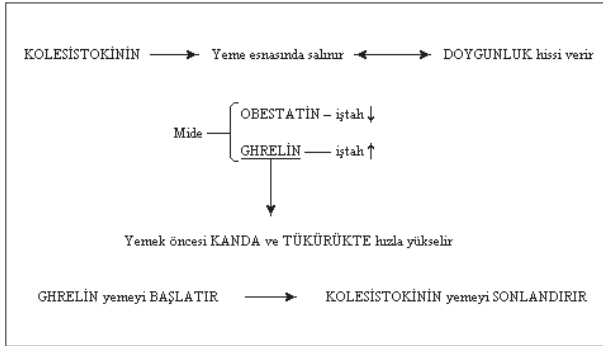 KOLESİSTOKİNİN → Yeme esnasında salınır ↔ DOYGUNLUK hissi verir
OBESTATİN – iştah ↓
Mide
GHRELİN — iştah ↑
Yemek öncesi KANDA ve TÜKÜRÜKTE hızla yükselir
GHRELİN yemeyi BAŞLATIR → KOLESİSTOKİNİN yemeyi SONLANDIRIR